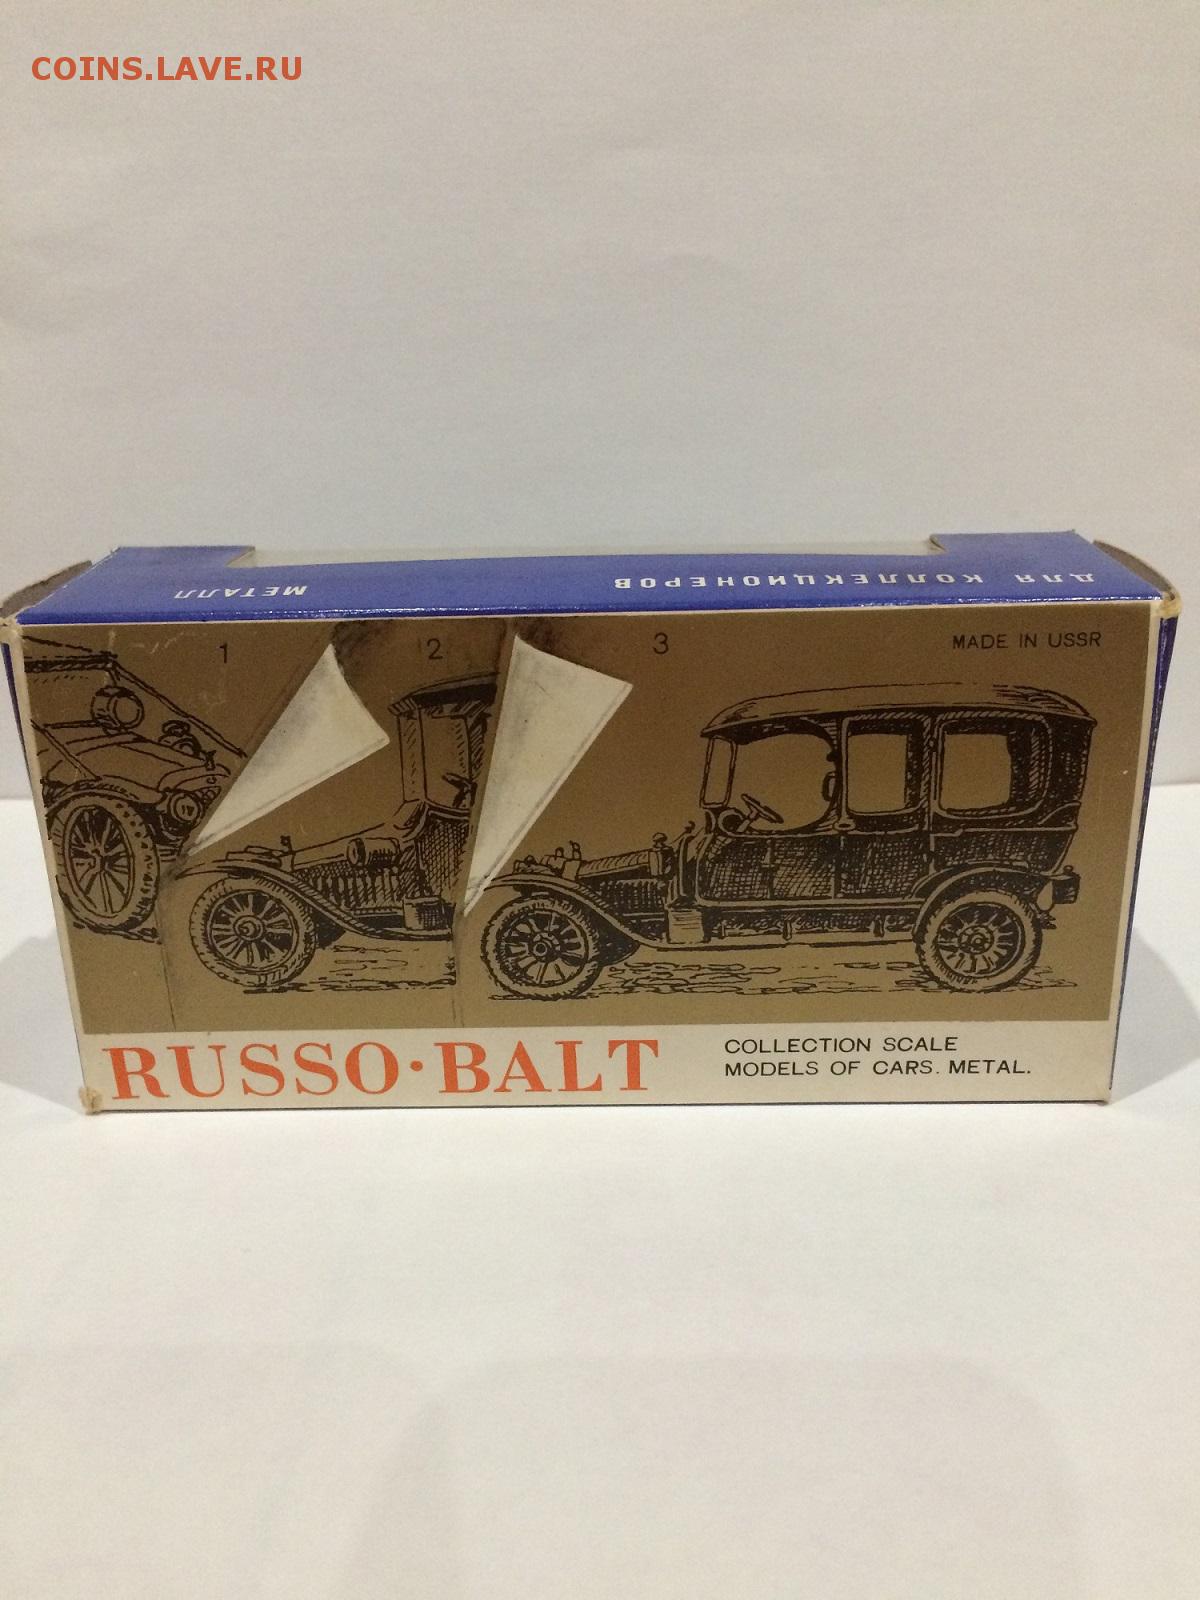 COINS.LAVE.RU
ДЛЯ КОЛЛЕКЦИОНЕРОВ МЕТАЛЛ
1 2 3 MADE IN USSR
RUSSO·BALT
COLLECTION SCALE
MODELS OF CARS. METAL.